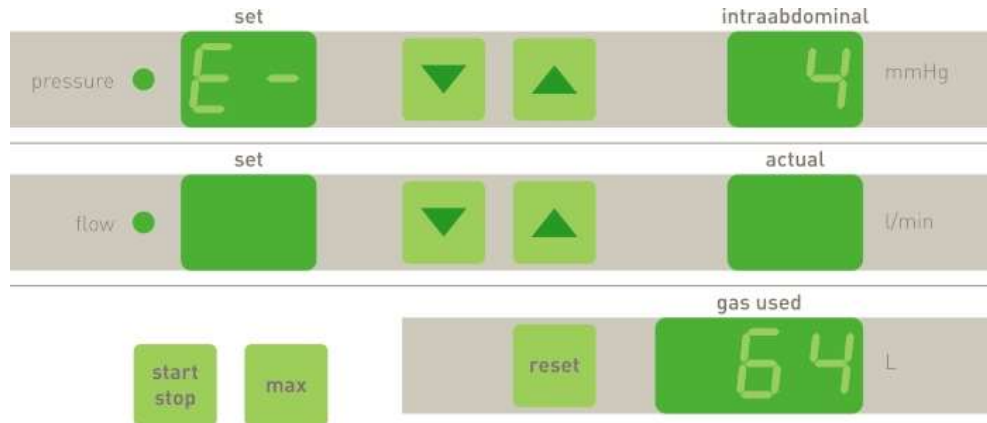 set intraabdominal
pressure E - 4 mmHg
set actual
flow l/min
gas used
start
stop
max
reset
64 L